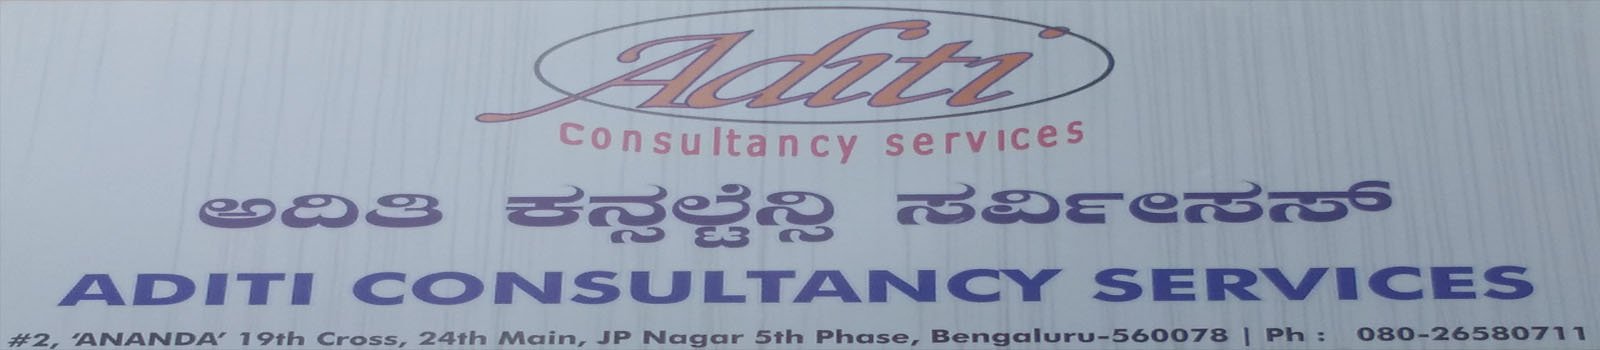 Aditi
consultancy services
ಅದಿತಿ ಕನ್ಸಲ್ಟೆನ್ಸಿ ಸರ್ವೀಸಸ್
ADITI CONSULTANCY SERVICES
#2, 'ANANDA' 19th Cross, 24th Main, JP Nagar 5th Phase, Bengaluru-560078 | Ph : 080-26580711